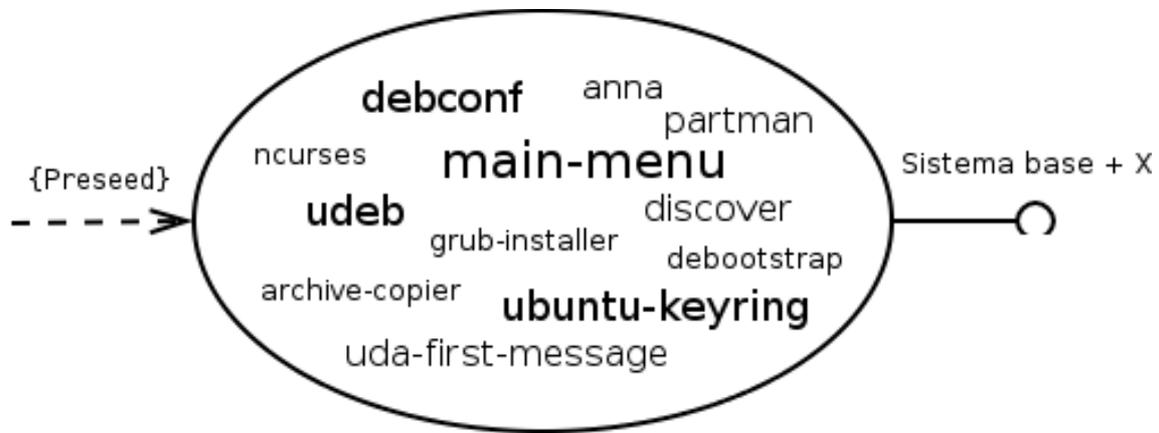 debconf
anna
partman
ncurses
main-menu
{Preseed}
Sistema base + X
udeb
discover
grub-installer
debootstrap
archive-copier
ubuntu-keyring
uda-first-message